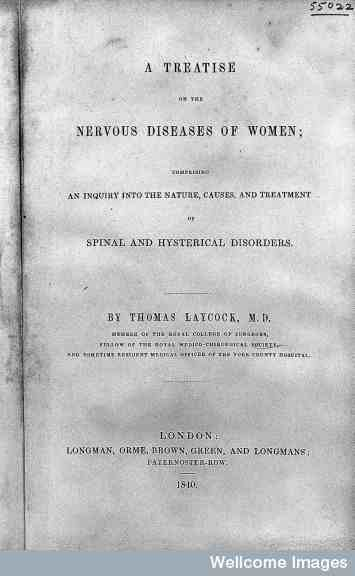 55022
A TREATISE
ON THE
NERVOUS DISEASES OF WOMEN;
COMPRISING
AN INQUIRY INTO THE NATURE, CAUSES, AND TREATMENT
OF
SPINAL AND HYSTERICAL DISORDERS.
BY THOMAS LAYCOCK, M.D.
MEMBER OF THE ROYAL COLLEGE OF SURGEONS,
FELLOW OF THE ROYAL MEDICO-CHIRURGICAL SOCIETY,
AND SOMETIME RESIDENT MEDICAL OFFICER OF THE YORK COUNTY HOSPITAL.
LONDON:
LONGMAN, ORME, BROWN, GREEN, AND LONGMANS;
PATERNOSTER-ROW.
1840.
Wellcome Images